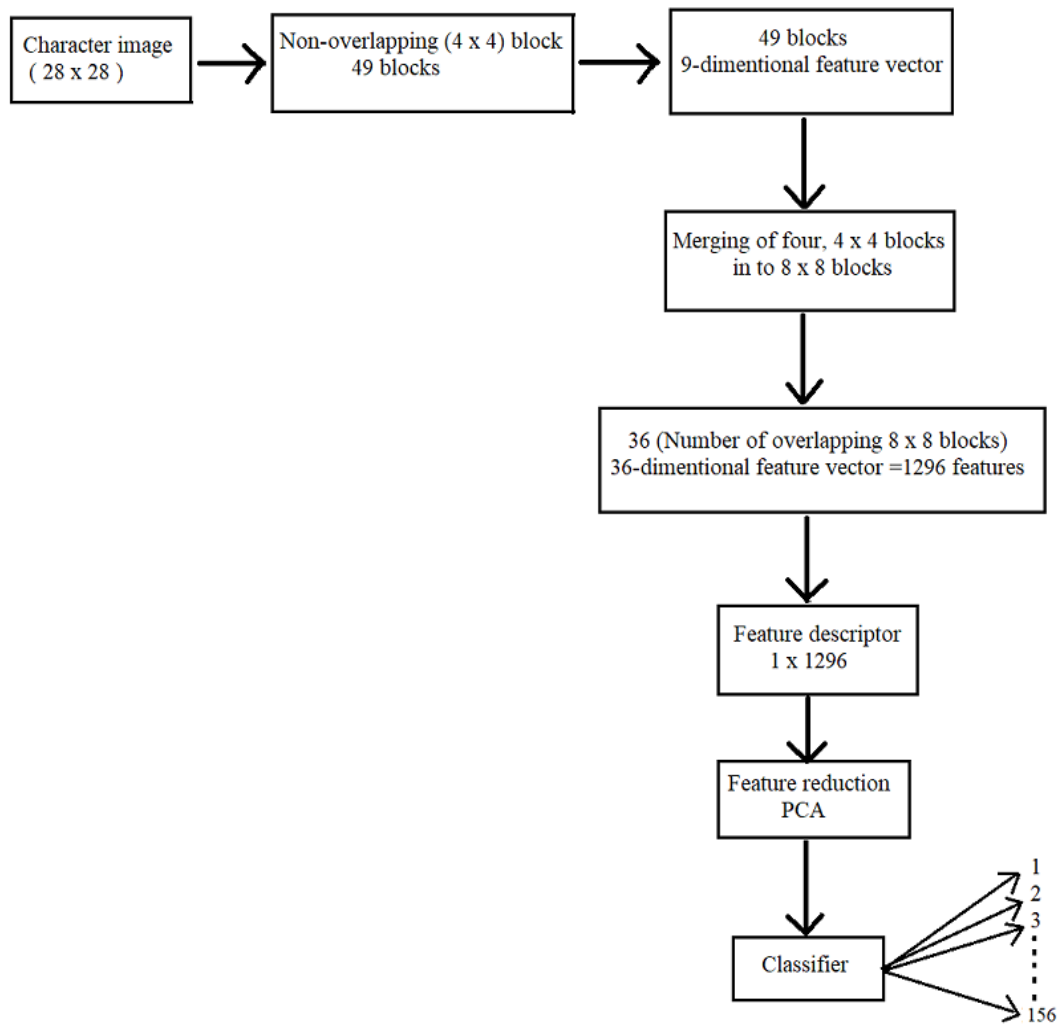 Character image
( 28 x 28 )
Non-overlapping (4 x 4) block
49 blocks
49 blocks
9-dimentional feature vector
Merging of four, 4 x 4 blocks
in to 8 x 8 blocks
36 (Number of overlapping 8 x 8 blocks)
36-dimentional feature vector =1296 features
Feature descriptor
1 x 1296
Feature reduction
PCA
Classifier
1
2
3
156